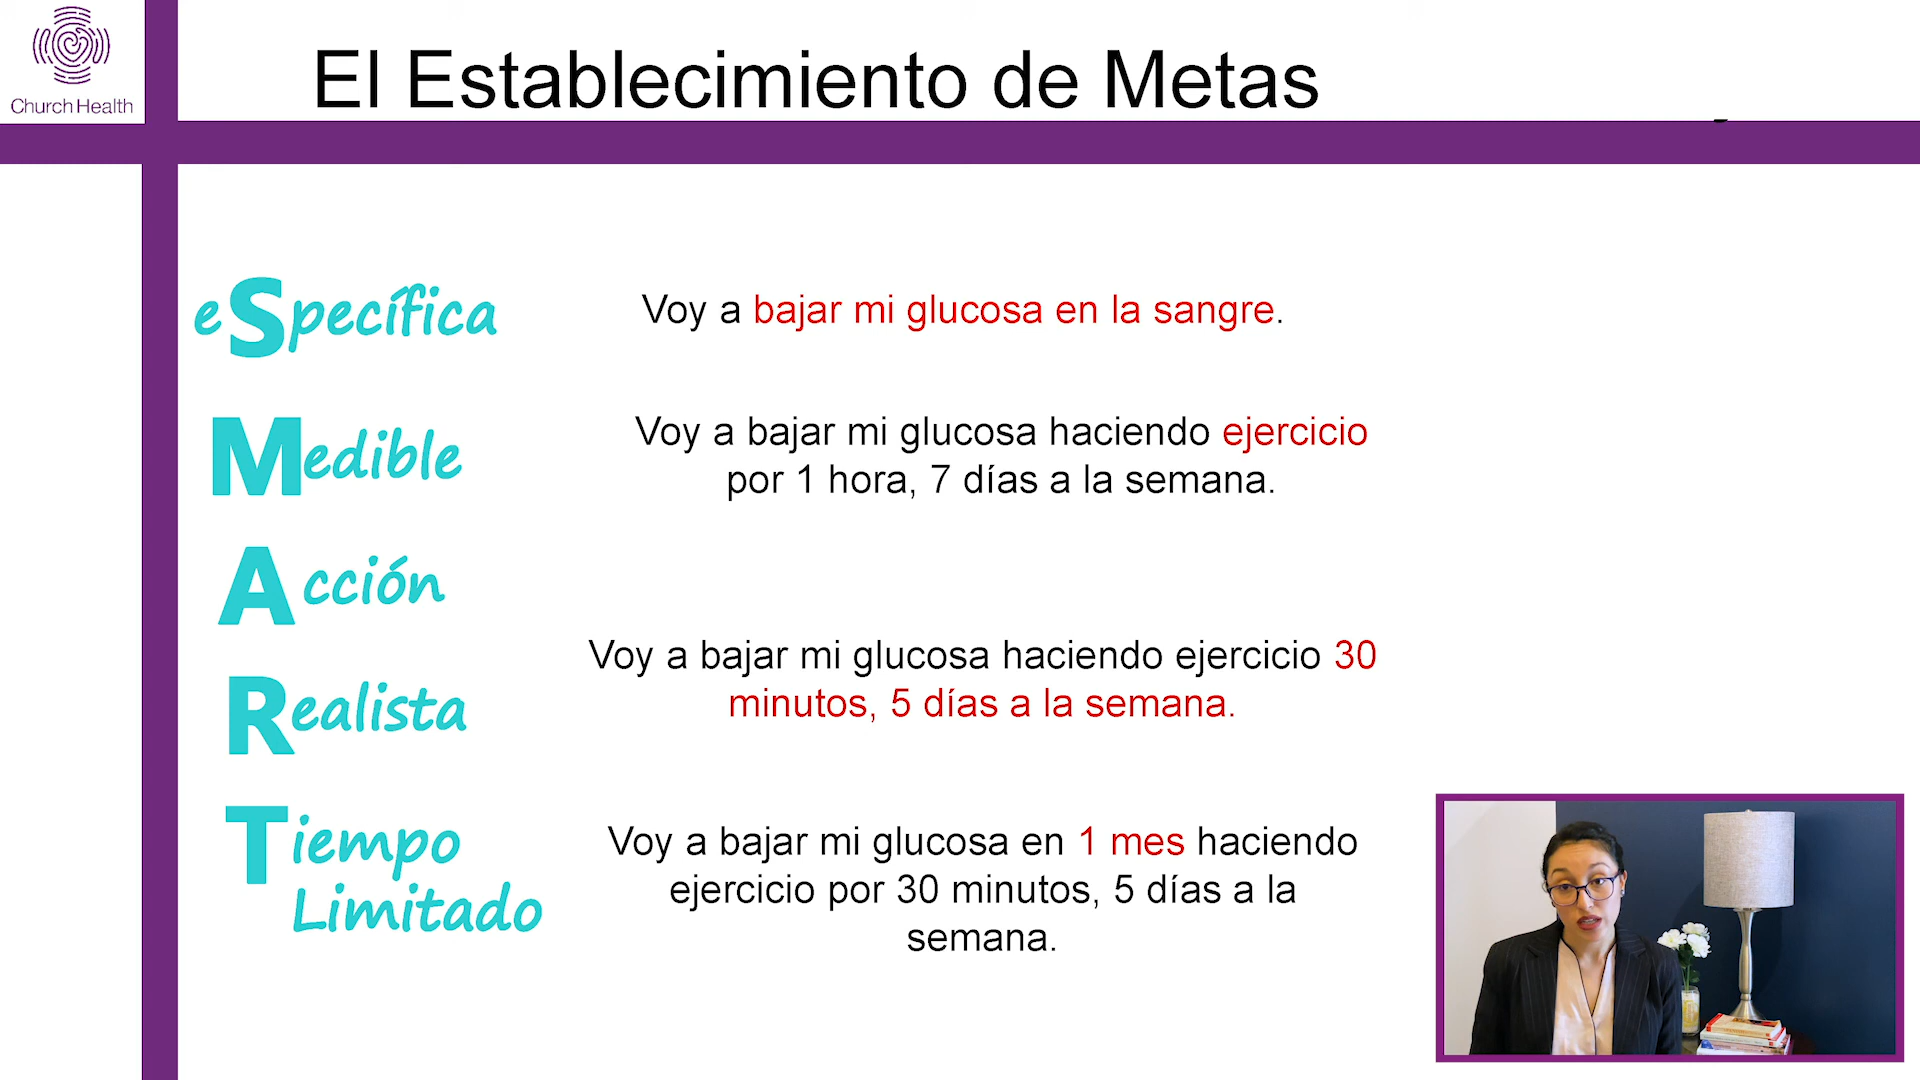 Church Health
El Establecimiento de Metas
eSpecífica
Voy a bajar mi glucosa en la sangre.
Medible
Voy a bajar mi glucosa haciendo ejercicio
por 1 hora, 7 días a la semana.
Acción
Realista
Voy a bajar mi glucosa haciendo ejercicio 30
minutos, 5 días a la semana.
Tiempo
Limitado
Voy a bajar mi glucosa en 1 mes haciendo
ejercicio por 30 minutos, 5 días a la
semana.